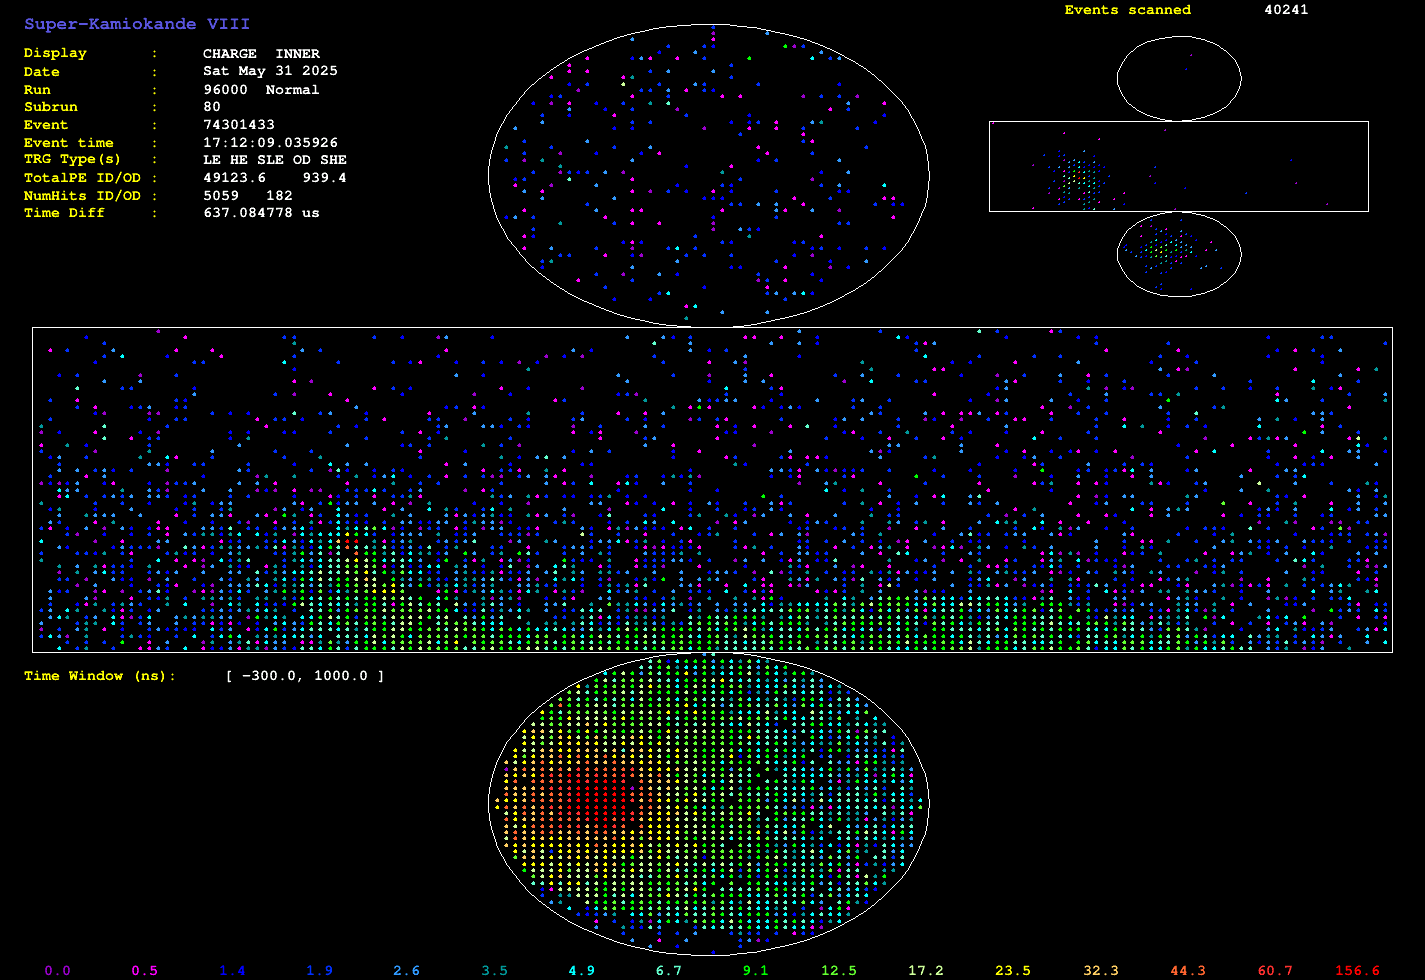 Super-Kamiokande VIII
Events scanned 40241
Display : CHARGE INNER
Date : Sat May 31 2025
Run : 96000 Normal
Subrun : 80
Event : 74301433
Event time : 17:12:09.035926
TRG Type(s) : LE HE SLE OD SHE
TotalPE ID/OD : 49123.6 939.4
NumHits ID/OD : 5059 182
Time Diff : 637.084778 us
Time Window (ns): [ -300.0, 1000.0 ]
0.0 0.5 1.4 1.9 2.6 3.5 4.9 6.7 9.1 12.5 17.2 23.5 32.3 44.3 60.7 156.6